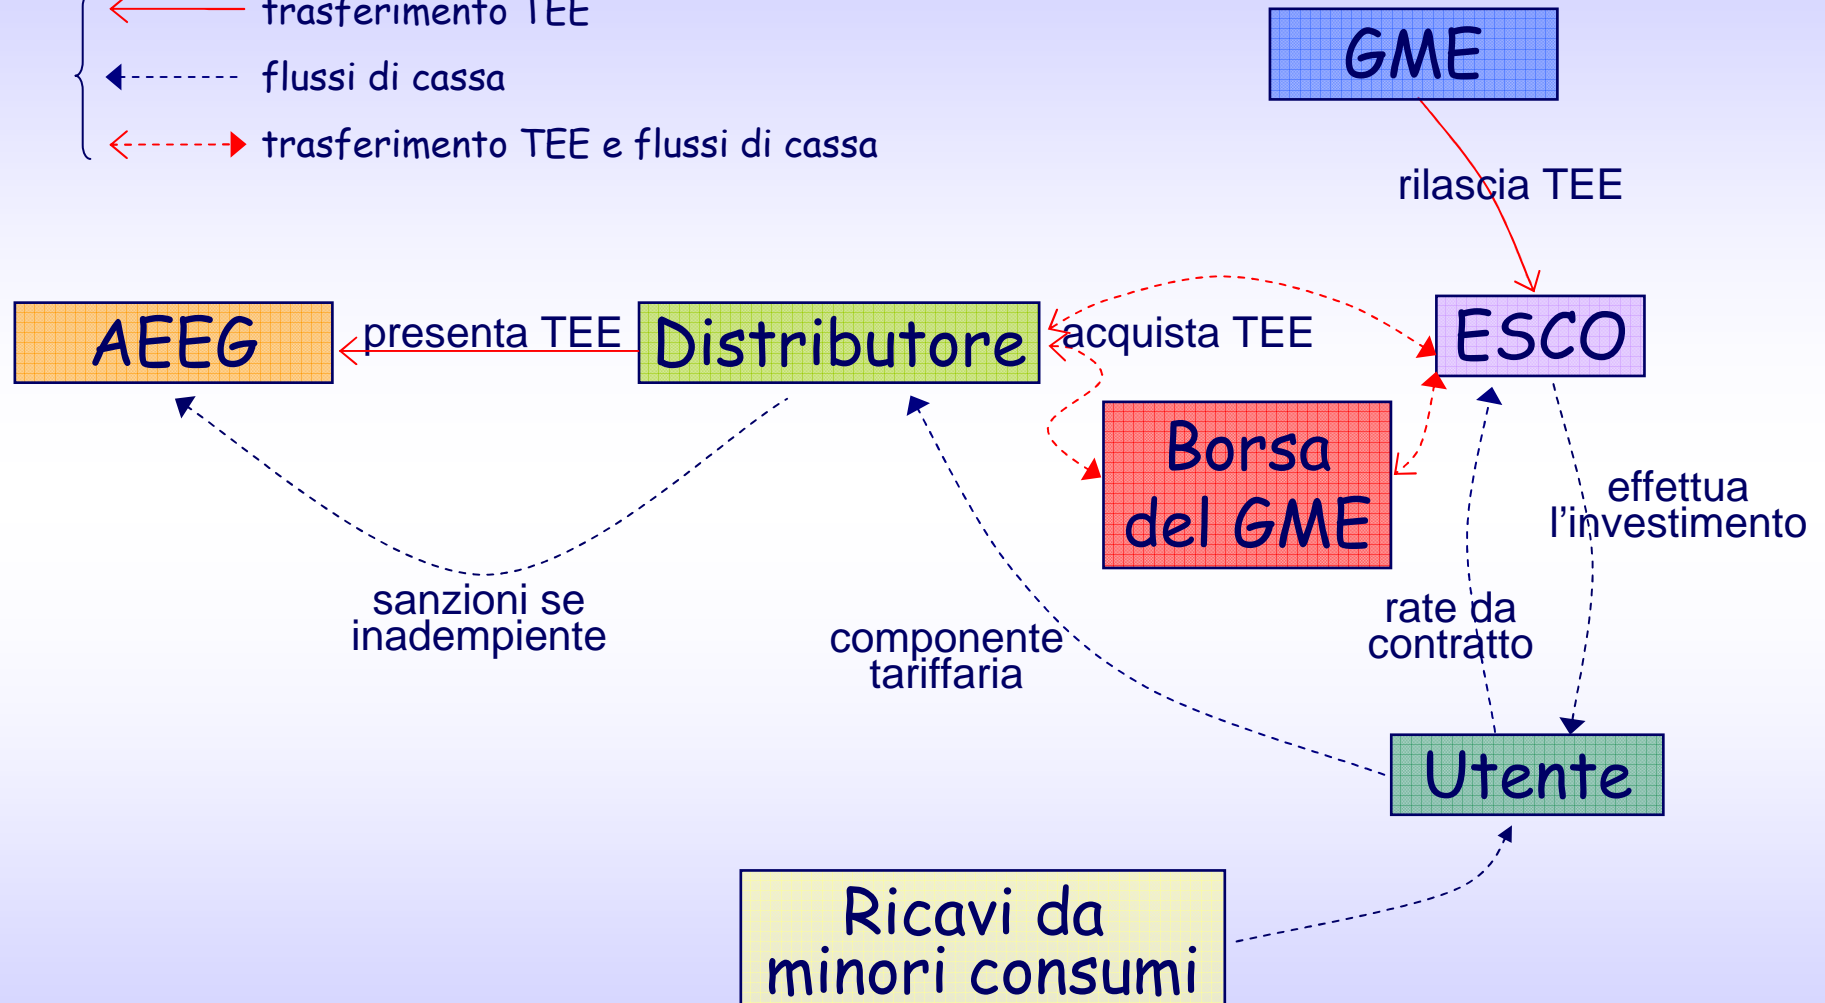 trasferimento TEE
flussi di cassa
trasferimento TEE e flussi di cassa
GME
rilascia TEE
AEEG
presenta TEE
Distributore
acquista TEE
ESCO
Borsa
del GME
effettua
l'investimento
sanzioni se
inadempiente
componente
tariffaria
rate da
contratto
Utente
Ricavi da
minori consumi